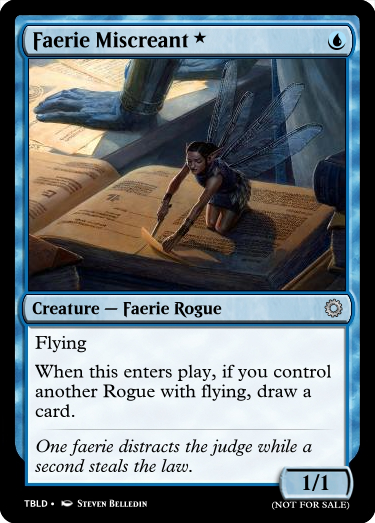 Faerie Miscreant ★
Creature — Faerie Rogue
Flying
When this enters play, if you control
another Rogue with flying, draw a
card.
One faerie distracts the judge while a
second steals the law.
1/1
TBLD • Steven Belledin
(NOT FOR SALE)